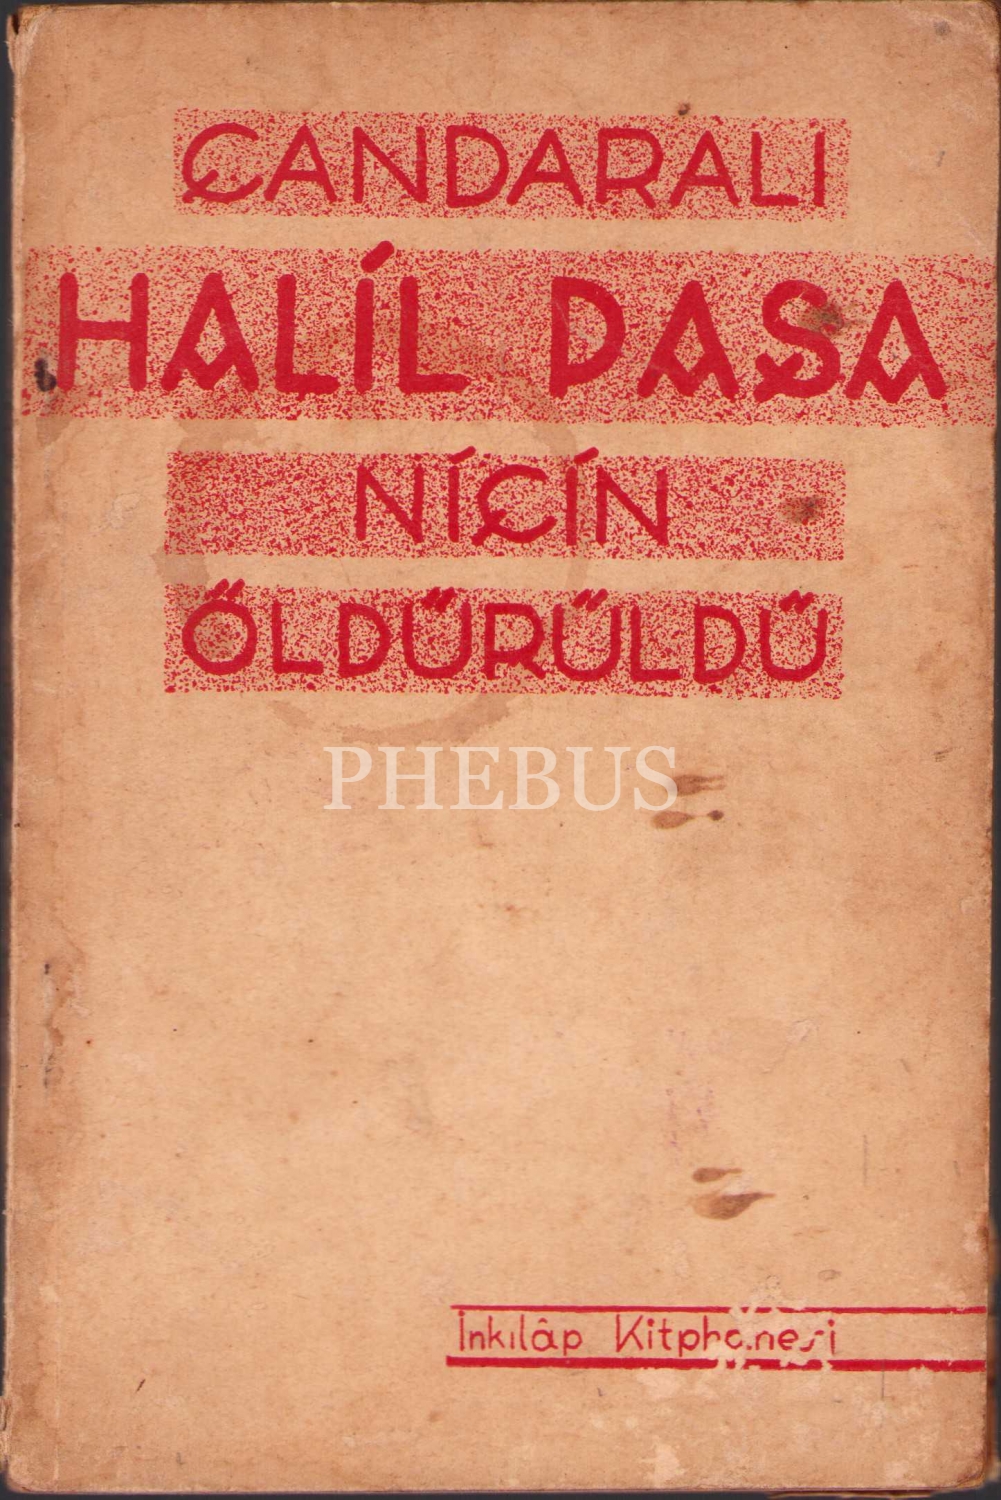 ÇANDARALI
HALİL PAŞA
NİÇİN
ÖLDÜRÜLDÜ
PHEBUS
İnkılâp Kitphanesi